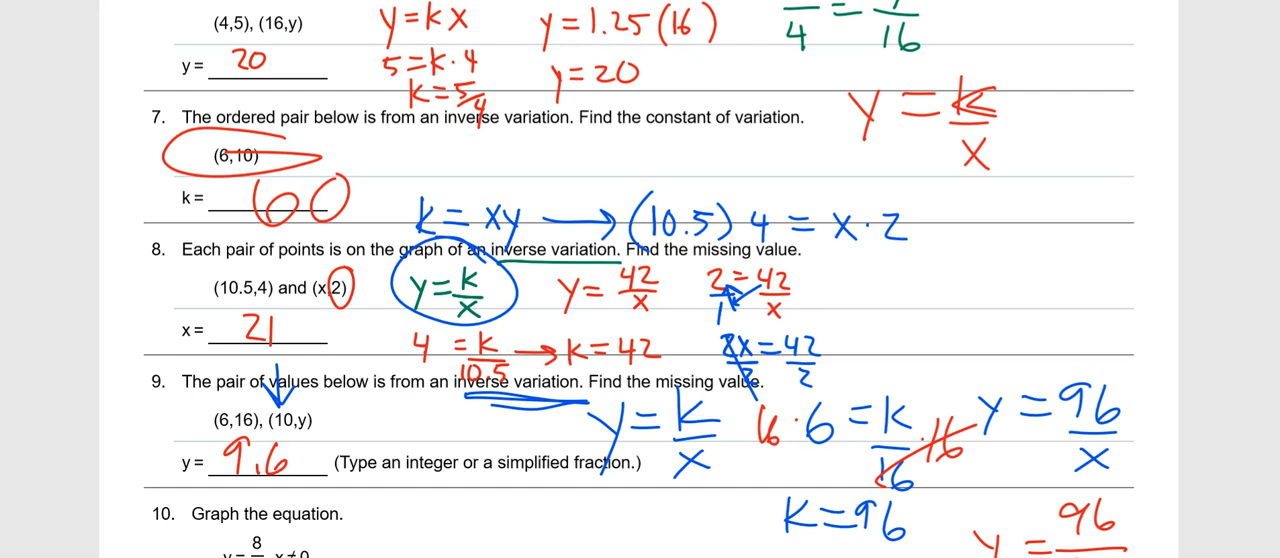 (4,5), (16,y)
y = 20
y = kx
5 = k · 4
k = 5/4
y = 1.25(16)
y = 20
4 = 16
7. The ordered pair below is from an inverse variation. Find the constant of variation.
(6,10)
k = 60
y = k/x
k = xy → (10.5) 4 = x · 2
8. Each pair of points is on the graph of an inverse variation. Find the missing value.
(10.5,4) and (x,2)
x = 21
y = k/x
y = 42/x
2/1 = 42/x
4 = k/10.5 → k = 42
2x/2 = 42/2
9. The pair of values below is from an inverse variation. Find the missing value.
(6,16), (10,y)
y = 9.6 (Type an integer or a simplified fraction.)
y = k/x
16 · 6 = k/16 · 16
y = 96/x
k = 96
y = 96
10. Graph the equation.
y = 8 , x ≠ 0